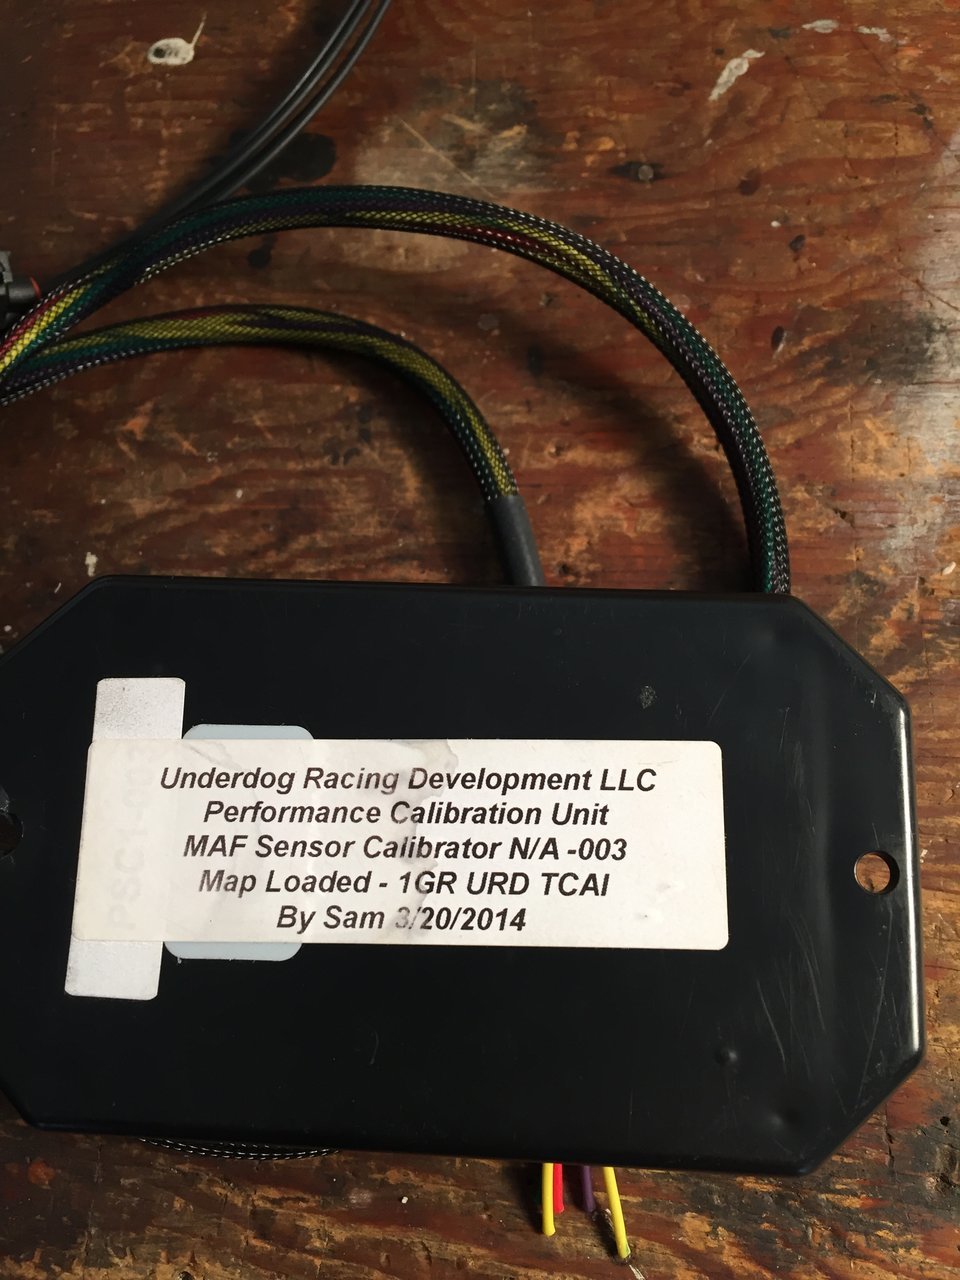 Underdog Racing Development LLC
Performance Calibration Unit
MAF Sensor Calibrator N/A -003
Map Loaded - 1GR URD TCAI
By Sam 3/20/2014